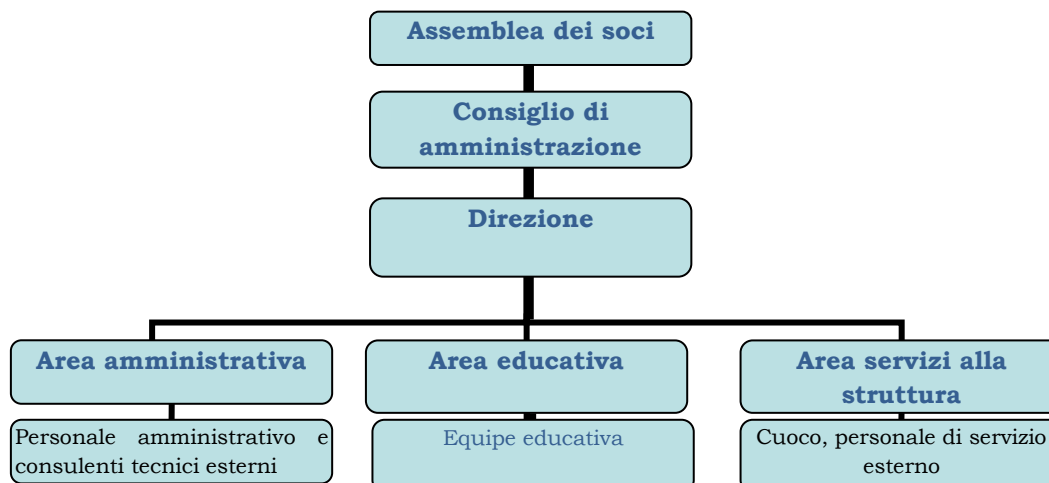 Assemblea dei soci
Consiglio di
amministrazione
Direzione
Area amministrativa
Area educativa
Area servizi alla
struttura
Personale amministrativo e
consulenti tecnici esterni
Equipe educativa
Cuoco, personale di servizio
esterno